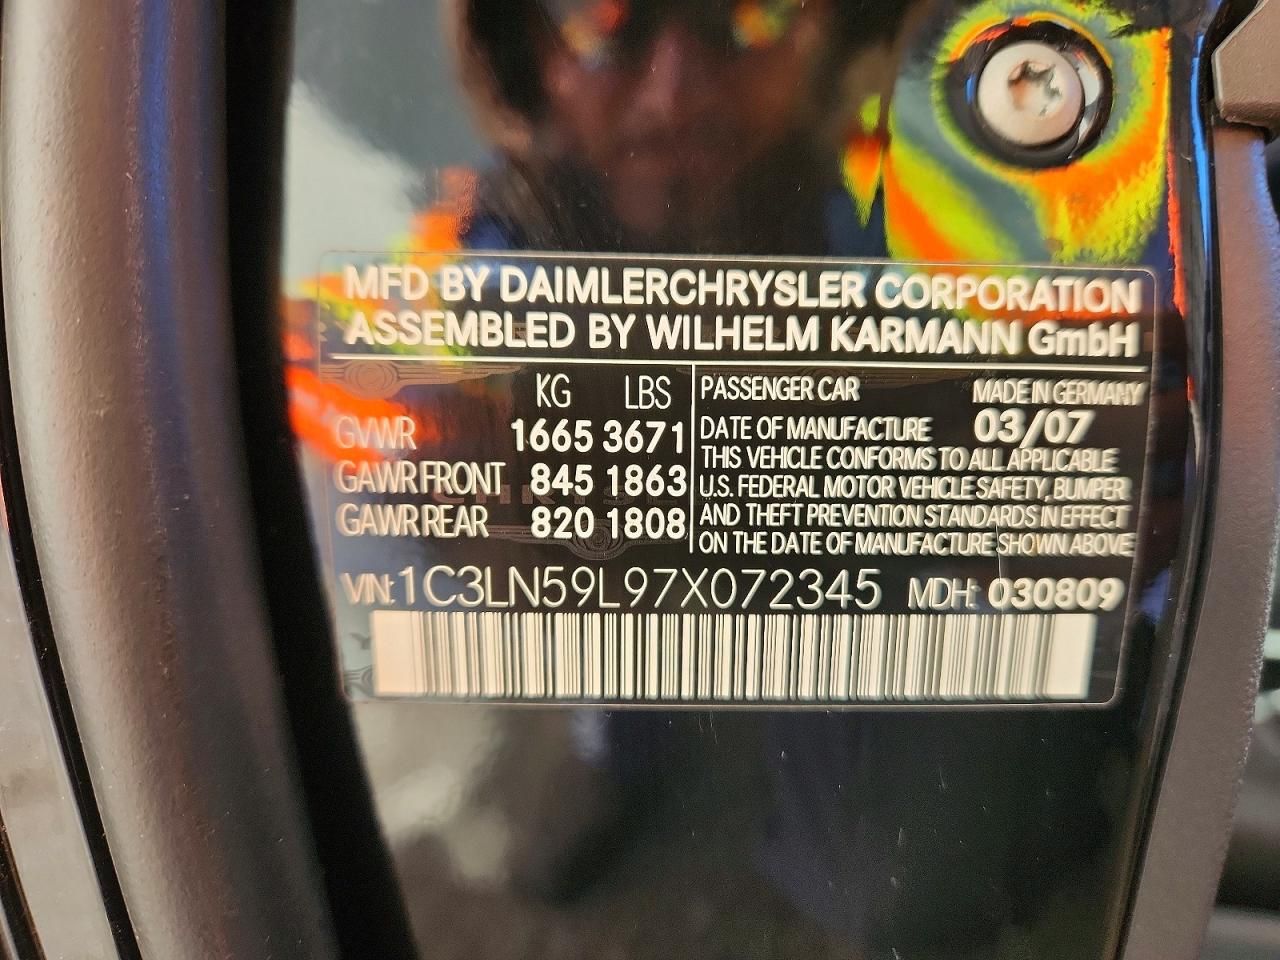 MFD BY DAIMLERCHRYSLER CORPORATION
ASSEMBLED BY WILHELM KARMANN GmbH
KG LBS
GVWR 1665 3671
GAWR FRONT 845 1863
GAWR REAR 820 1808
PASSENGER CAR MADE IN GERMANY
DATE OF MANUFACTURE 03/07
THIS VEHICLE CONFORMS TO ALL APPLICABLE
U.S. FEDERAL MOTOR VEHICLE SAFETY, BUMPER
AND THEFT PREVENTION STANDARDS IN EFFECT
ON THE DATE OF MANUFACTURE SHOWN ABOVE
VIN: 1C3LN59L97X072345 MDH: 030809
CHRYSLER